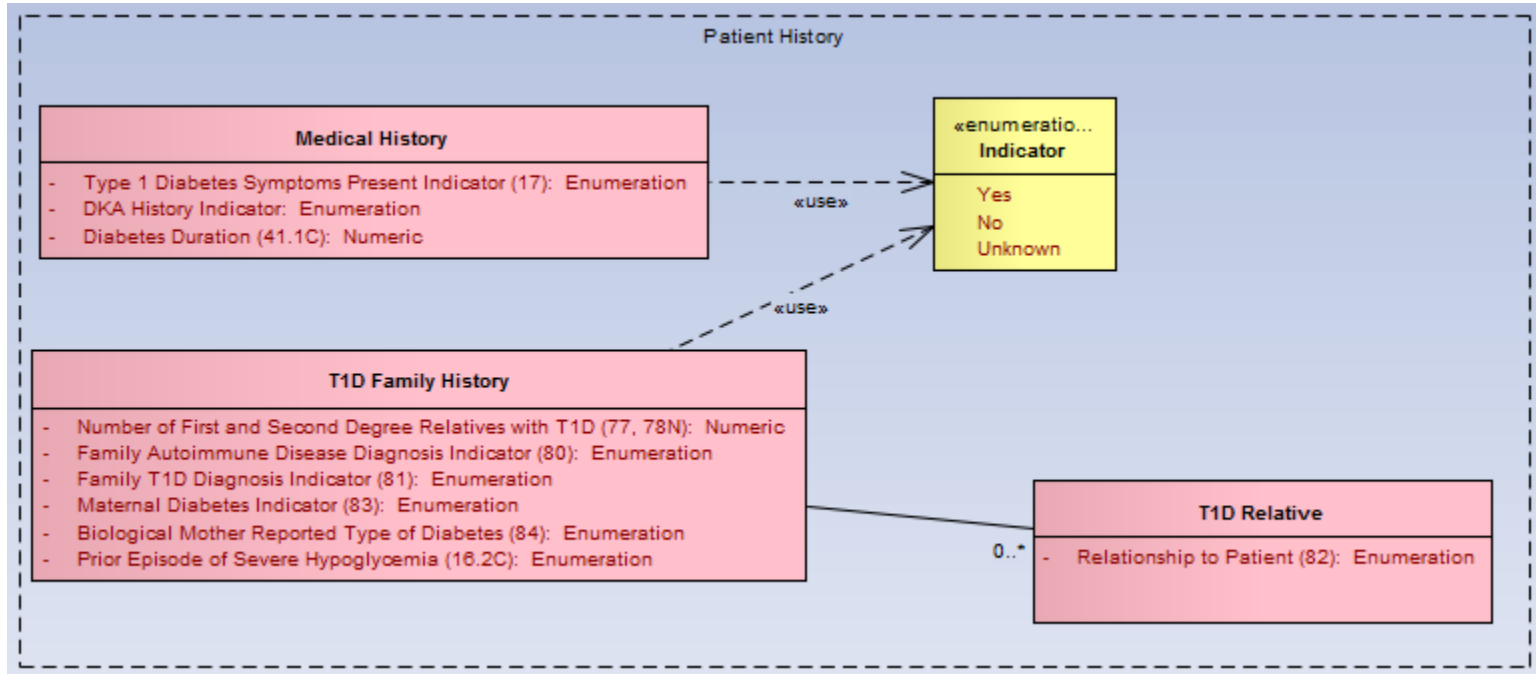 Patient History
Medical History
- Type 1 Diabetes Symptoms Present Indicator (17): Enumeration
- DKA History Indicator: Enumeration
- Diabetes Duration (41.1C): Numeric
«use»
«enumeratio...
Indicator
Yes
No
Unknown
«use»
T1D Family History
- Number of First and Second Degree Relatives with T1D (77, 78N): Numeric
- Family Autoimmune Disease Diagnosis Indicator (80): Enumeration
- Family T1D Diagnosis Indicator (81): Enumeration
- Maternal Diabetes Indicator (83): Enumeration
- Biological Mother Reported Type of Diabetes (84): Enumeration
- Prior Episode of Severe Hypoglycemia (16.2C): Enumeration
0..*
T1D Relative
- Relationship to Patient (82): Enumeration